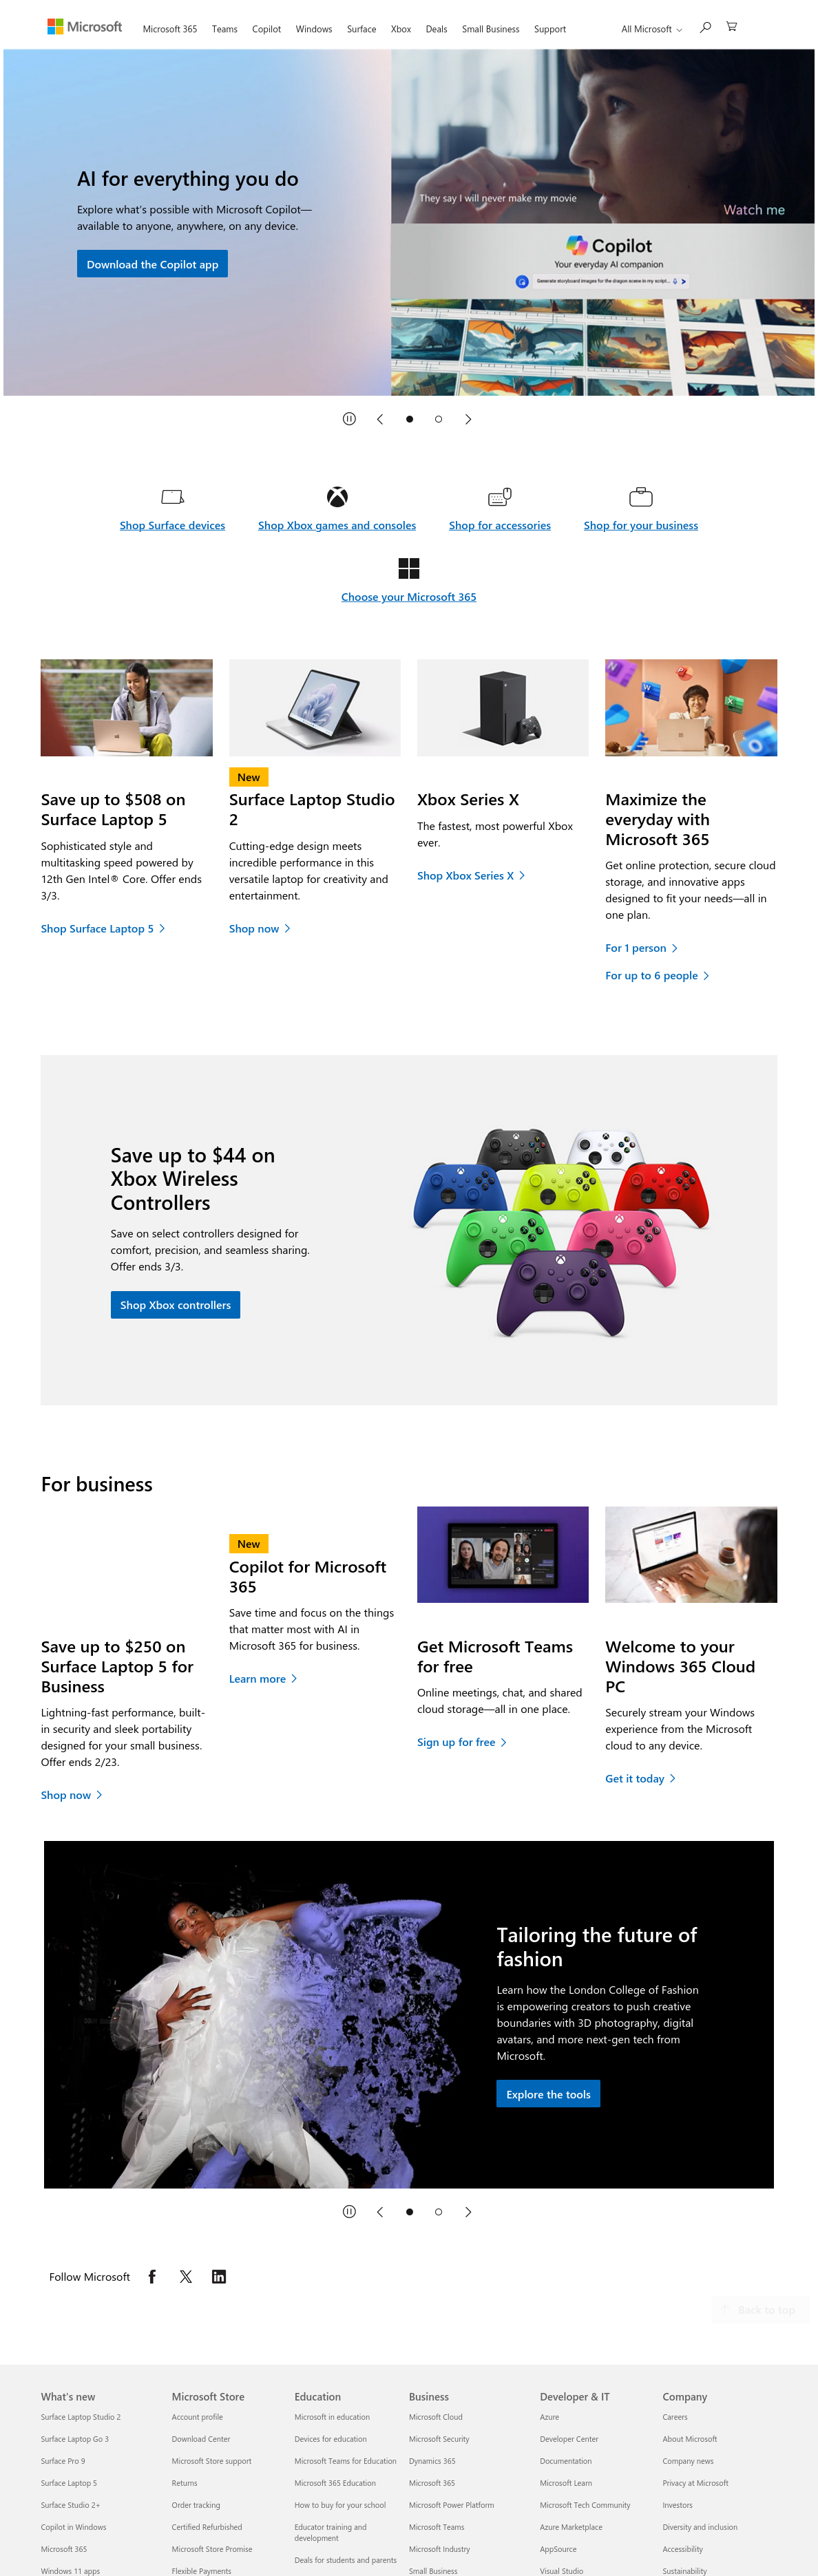 Microsoft
Microsoft 365 Teams Copilot Windows Surface Xbox Deals Small Business Support
All Microsoft
AI for everything you do
Explore what's possible with Microsoft Copilot—
available to anyone, anywhere, on any device.
Download the Copilot app
They say I will never make my movie
Watch me
Copilot
Your everyday AI companion
Generate storyboard images for the dragon scene in my script...
Shop Surface devices
Shop Xbox games and consoles
Shop for accessories
Shop for your business
Choose your Microsoft 365
Save up to $508 on
Surface Laptop 5
Sophisticated style and
multitasking speed powered by
12th Gen Intel® Core. Offer ends
3/3.
Shop Surface Laptop 5
New
Surface Laptop Studio
2
Cutting-edge design meets
incredible performance in this
versatile laptop for creativity and
entertainment.
Shop now
Xbox Series X
The fastest, most powerful Xbox
ever.
Shop Xbox Series X
Maximize the
everyday with
Microsoft 365
Get online protection, secure cloud
storage, and innovative apps
designed to fit your needs—all in
one plan.
For 1 person
For up to 6 people
Save up to $44 on
Xbox Wireless
Controllers
Save on select controllers designed for
comfort, precision, and seamless sharing.
Offer ends 3/3.
Shop Xbox controllers
For business
Save up to $250 on
Surface Laptop 5 for
Business
Lightning-fast performance, built-
in security and sleek portability
designed for your small business.
Offer ends 2/23.
Shop now
New
Copilot for Microsoft
365
Save time and focus on the things
that matter most with AI in
Microsoft 365 for business.
Learn more
Get Microsoft Teams
for free
Online meetings, chat, and shared
cloud storage—all in one place.
Sign up for free
Welcome to your
Windows 365 Cloud
PC
Securely stream your Windows
experience from the Microsoft
cloud to any device.
Get it today
Tailoring the future of
fashion
Learn how the London College of Fashion
is empowering creators to push creative
boundaries with 3D photography, digital
avatars, and more next-gen tech from
Microsoft.
Explore the tools
Follow Microsoft
Back to top
What's new
Surface Laptop Studio 2
Surface Laptop Go 3
Surface Pro 9
Surface Laptop 5
Surface Studio 2+
Copilot in Windows
Microsoft 365
Windows 11 apps
Microsoft Store
Account profile
Download Center
Microsoft Store support
Returns
Order tracking
Certified Refurbished
Microsoft Store Promise
Flexible Payments
Education
Microsoft in education
Devices for education
Microsoft Teams for Education
Microsoft 365 Education
How to buy for your school
Educator training and
development
Deals for students and parents
Business
Microsoft Cloud
Microsoft Security
Dynamics 365
Microsoft 365
Microsoft Power Platform
Microsoft Teams
Microsoft Industry
Small Business
Developer & IT
Azure
Developer Center
Documentation
Microsoft Learn
Microsoft Tech Community
Azure Marketplace
AppSource
Visual Studio
Company
Careers
About Microsoft
Company news
Privacy at Microsoft
Investors
Diversity and inclusion
Accessibility
Sustainability